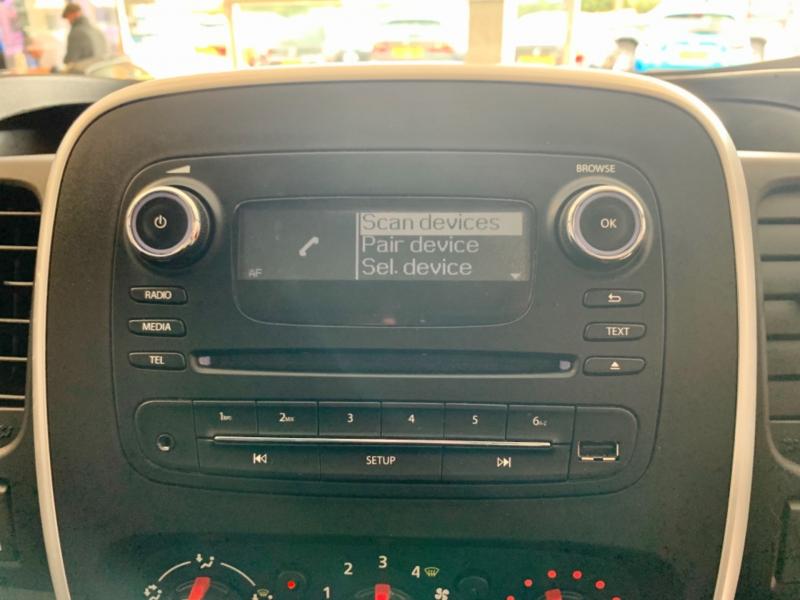 BROWSE
OK
Scan devices
Pair device
Sel. device
AF
RADIO
MEDIA
TEL
TEXT
1
2MIX
3
4
5
6
SETUP
1
2
3
4